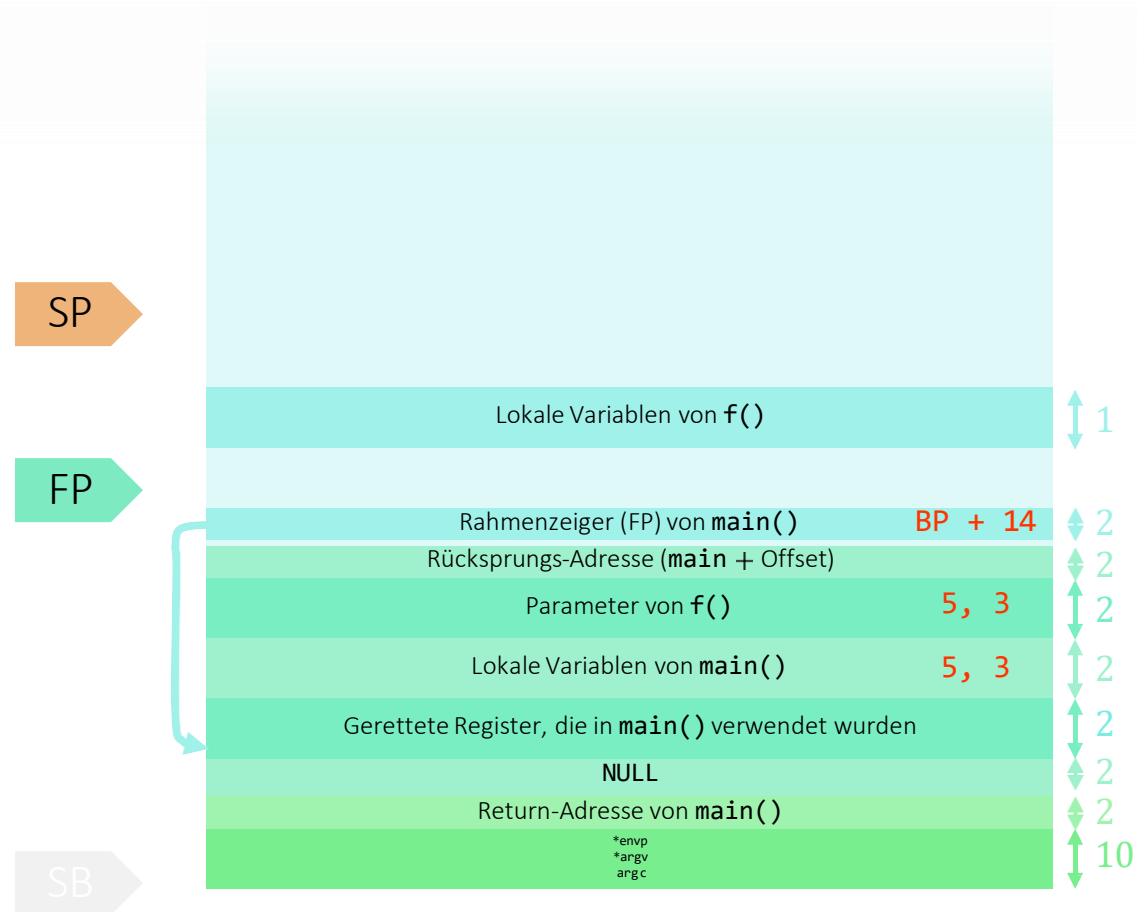 SP
Lokale Variablen von f() 1
FP
Rahmenzeiger (FP) von main() BP + 14 2
Rücksprungs-Adresse (main + Offset) 2
Parameter von f() 5, 3 2
Lokale Variablen von main() 5, 3 2
Gerettete Register, die in main() verwendet wurden 2
NULL 2
Return-Adresse von main() 2
*envp
*argv
argc
10
SB